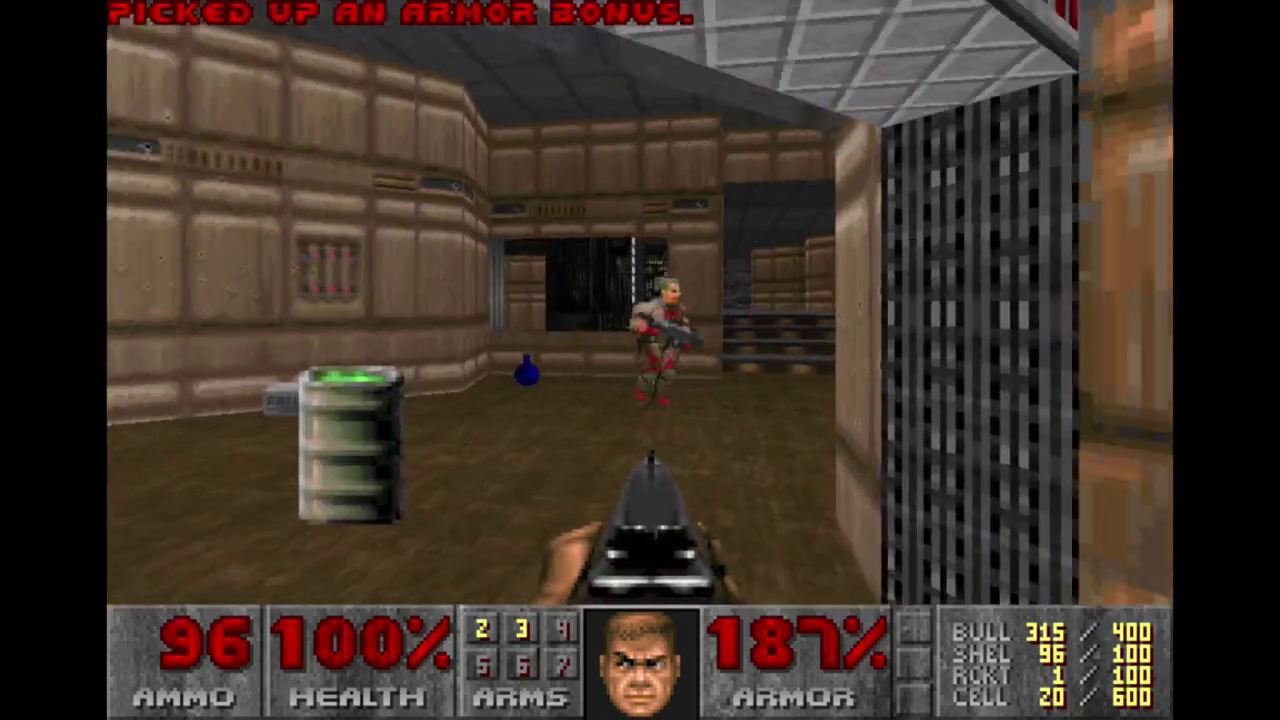 PICKED UP AN ARMOR BONUS.
96 100% 2 3 4 187% BULL 315 / 400
SHEL 96 / 100
5 6 7 RCKT 1 / 100
AMMO HEALTH ARMS ARMOR CELL 20 / 600